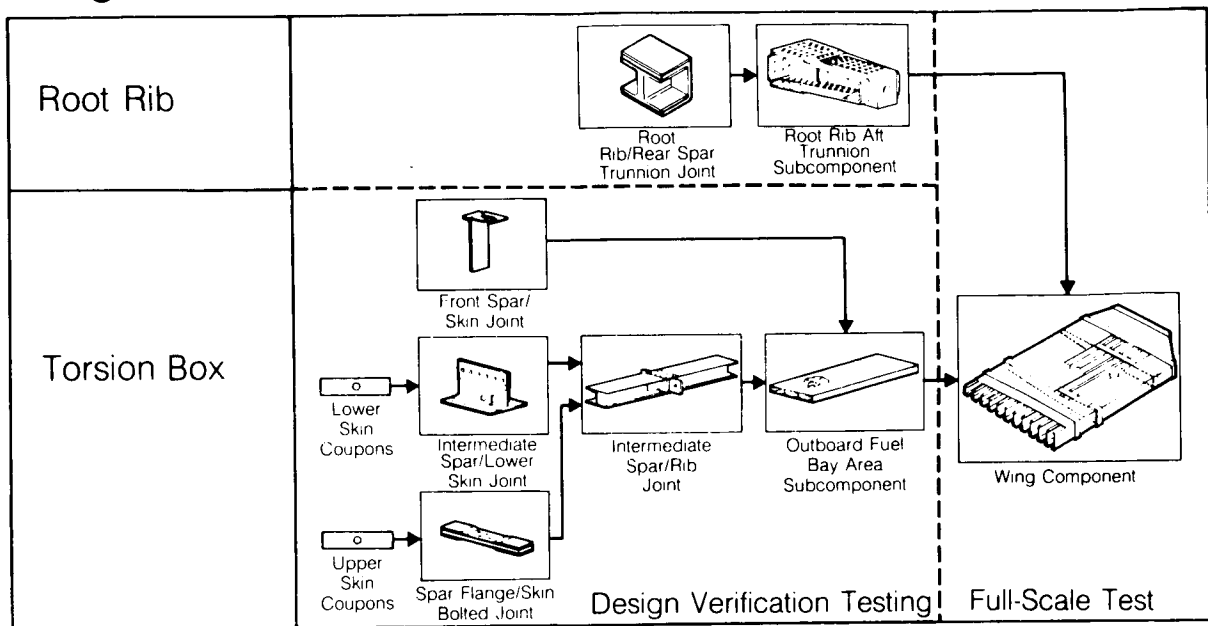 Root Rib
Root
Rib/Rear Spar
Trunnion Joint
Root Rib Aft
Trunnion
Subcomponent
Torsion Box
Front Spar/
Skin Joint
Lower
Skin
Coupons
Intermediate
Spar/Lower
Skin Joint
Intermediate
Spar/Rib
Joint
Outboard Fuel
Bay Area
Subcomponent
Wing Component
Upper
Skin
Coupons
Spar Flange/Skin
Bolted Joint
Design Verification Testing
Full-Scale Test